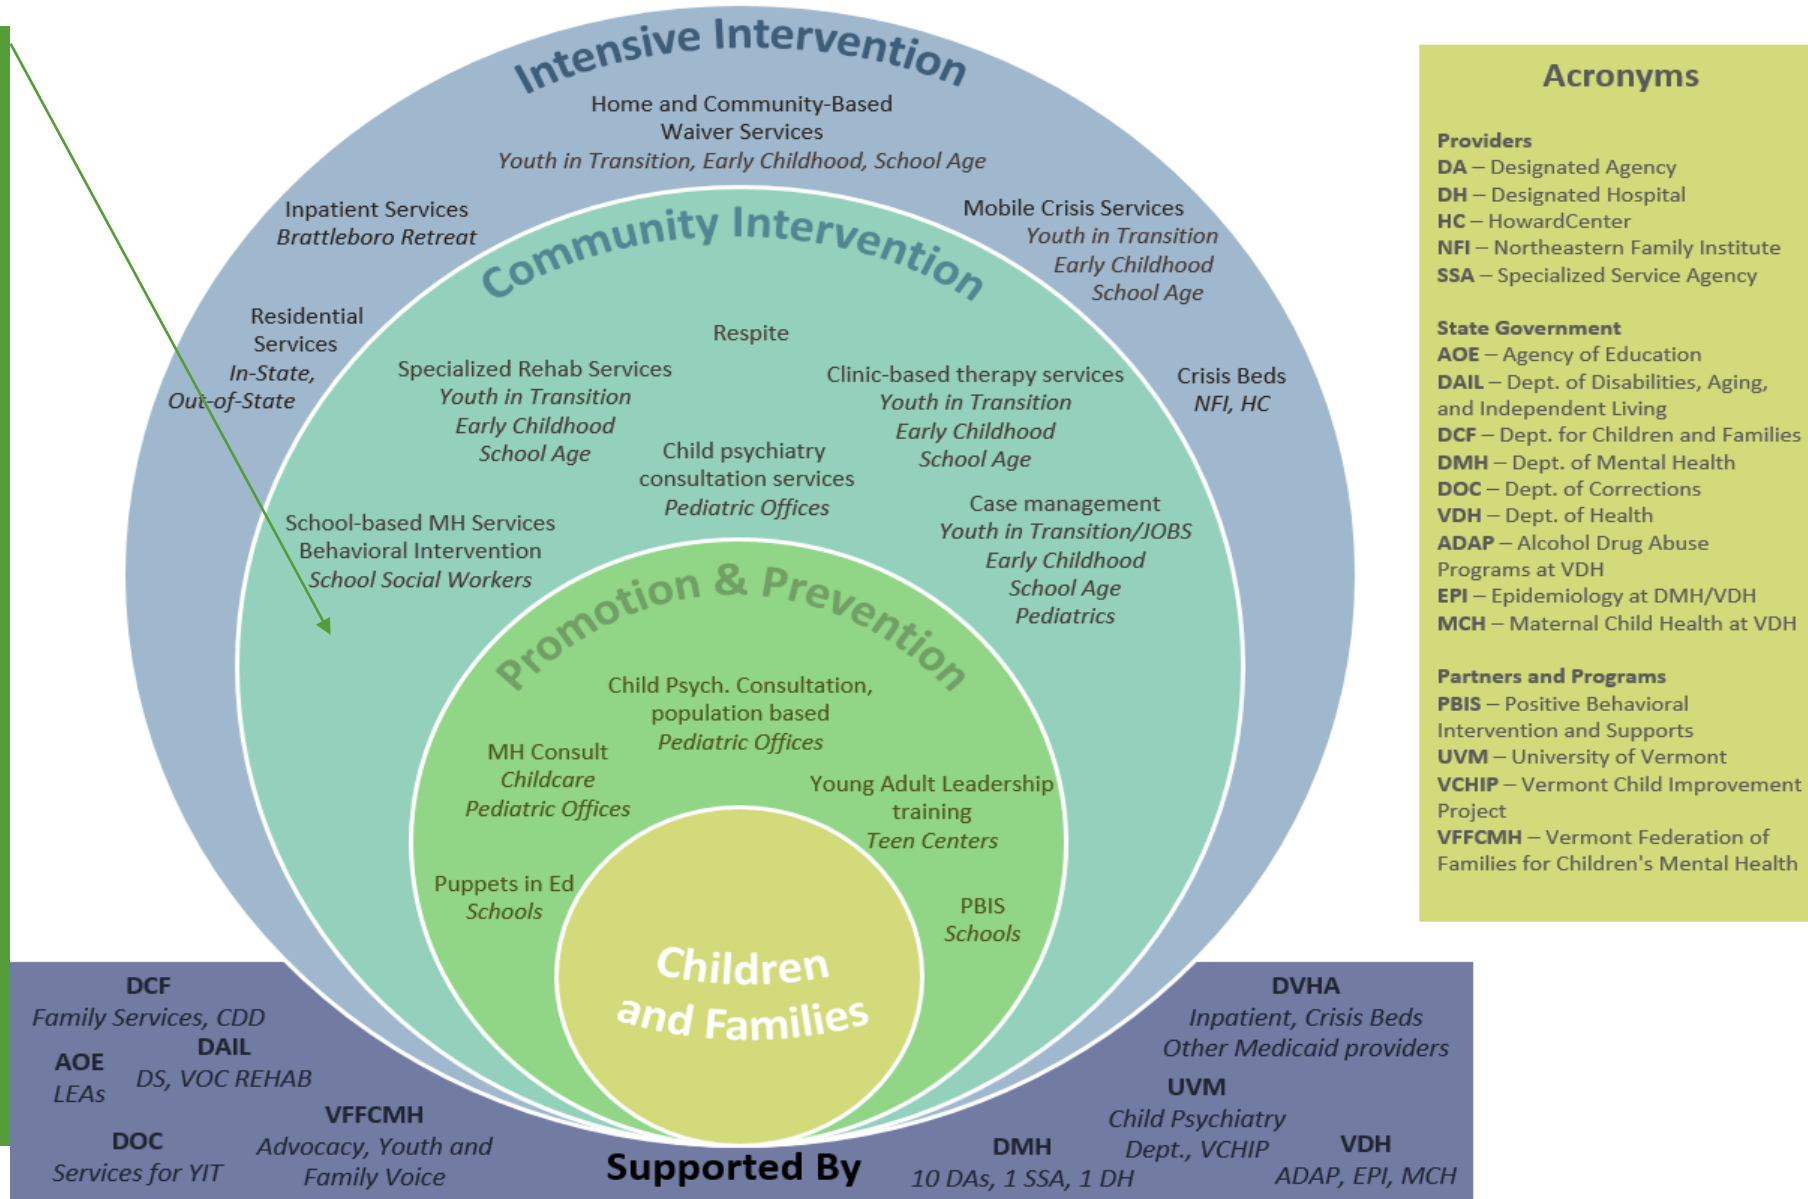 Intensive Intervention
Home and Community-Based
Waiver Services
Youth in Transition, Early Childhood, School Age
Inpatient Services
Brattleboro Retreat
Mobile Crisis Services
Youth in Transition
Early Childhood
School Age
Residential
Services
In-State,
Out-of-State
Crisis Beds
NFI, HC
Community Intervention
Respite
Specialized Rehab Services
Youth in Transition
Early Childhood
School Age
Clinic-based therapy services
Youth in Transition
Early Childhood
School Age
Child psychiatry
consultation services
Pediatric Offices
School-based MH Services
Behavioral Intervention
School Social Workers
Case management
Youth in Transition/JOBS
Early Childhood
School Age
Pediatrics
Promotion & Prevention
Child Psych. Consultation,
population based
Pediatric Offices
MH Consult
Childcare
Pediatric Offices
Young Adult Leadership
training
Teen Centers
Puppets in Ed
Schools
PBIS
Schools
Children
and Families
DCF
Family Services, CDD
AOE
LEAs
DAIL
DS, VOC REHAB
DOC
Services for YIT
VFFCMH
Advocacy, Youth and
Family Voice
Supported By
DMH
10 DAs, 1 SSA, 1 DH
DVHA
Inpatient, Crisis Beds
Other Medicaid providers
UVM
Child Psychiatry
Dept., VCHIP
VDH
ADAP, EPI, MCH
Acronyms
Providers
DA – Designated Agency
DH – Designated Hospital
HC – HowardCenter
NFI – Northeastern Family Institute
SSA – Specialized Service Agency
State Government
AOE – Agency of Education
DAIL – Dept. of Disabilities, Aging,
and Independent Living
DCF – Dept. for Children and Families
DMH – Dept. of Mental Health
DOC – Dept. of Corrections
VDH – Dept. of Health
ADAP – Alcohol Drug Abuse
Programs at VDH
EPI – Epidemiology at DMH/VDH
MCH – Maternal Child Health at VDH
Partners and Programs
PBIS – Positive Behavioral
Intervention and Supports
UVM – University of Vermont
VCHIP – Vermont Child Improvement
Project
VFFCMH – Vermont Federation of
Families for Children's Mental Health